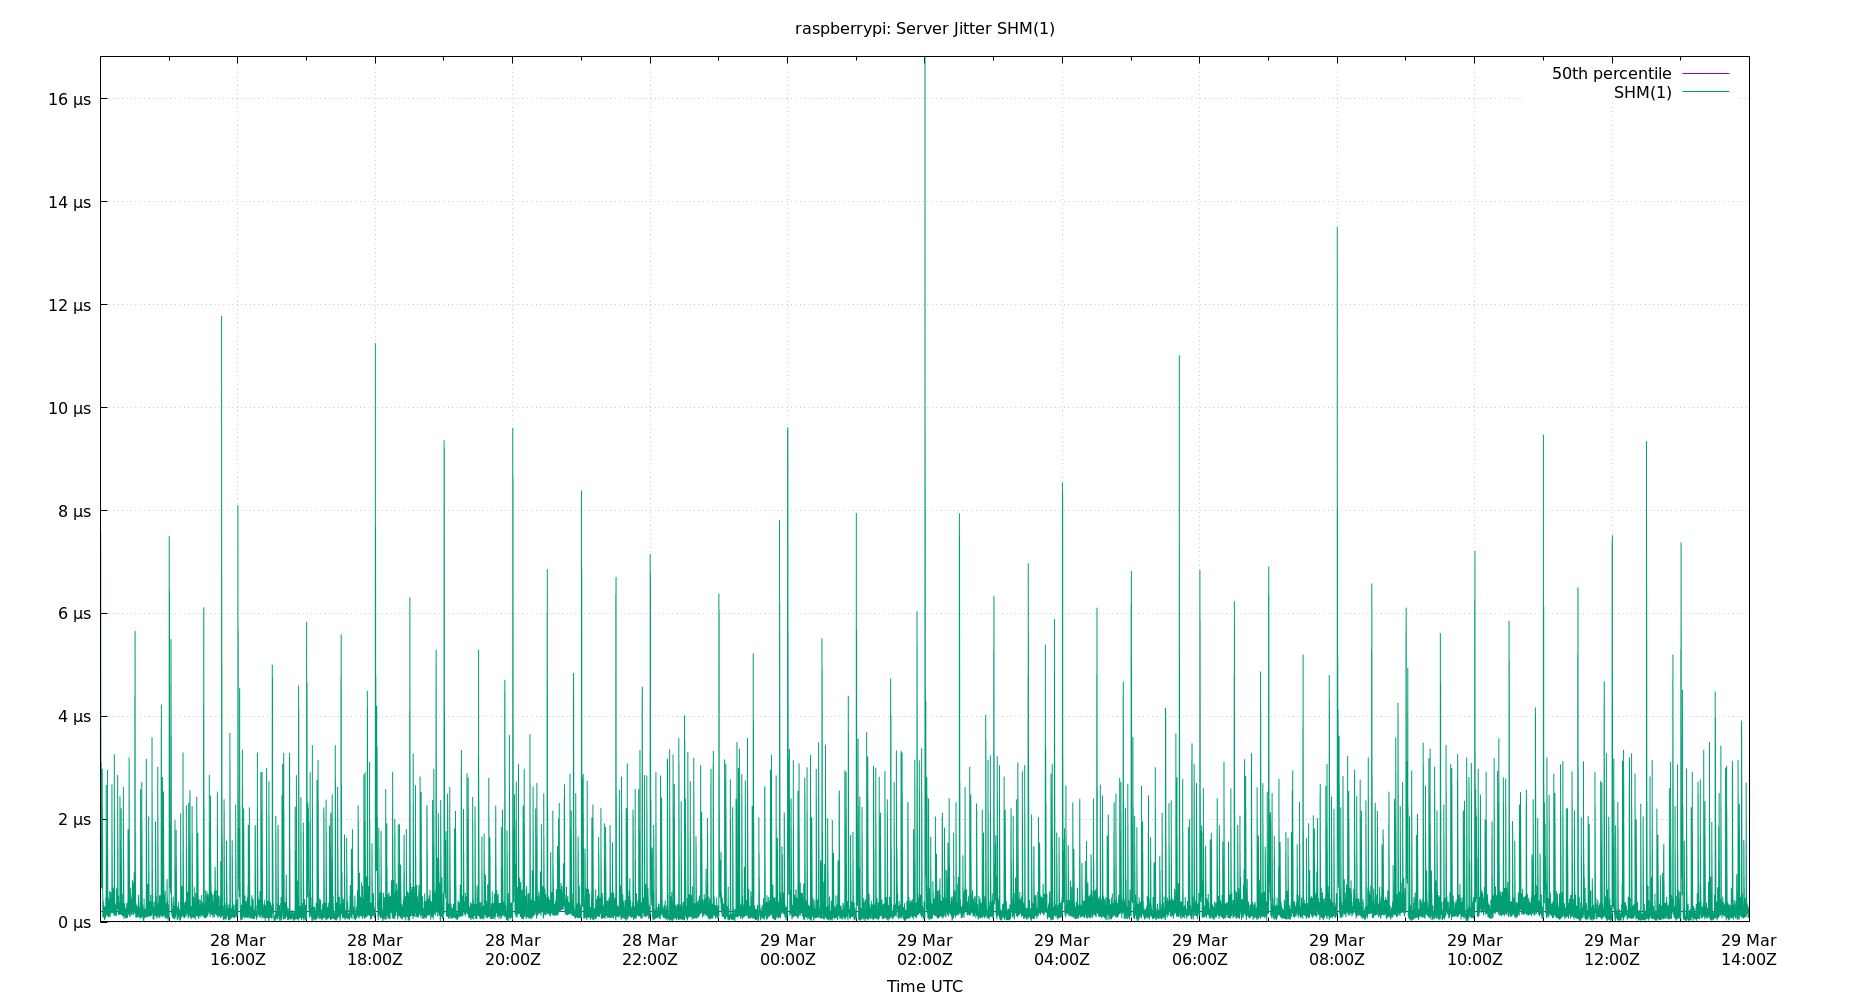 raspberrypi: Server Jitter SHM(1)
50th percentile
SHM(1)
16 µs
14 µs
12 µs
10 µs
8 µs
6 µs
4 µs
2 µs
0 µs
28 Mar 28 Mar 28 Mar 28 Mar 29 Mar 29 Mar 29 Mar 29 Mar 29 Mar 29 Mar 29 Mar 29 Mar
16:00Z 18:00Z 20:00Z 22:00Z 00:00Z 02:00Z 04:00Z 06:00Z 08:00Z 10:00Z 12:00Z 14:00Z
Time UTC